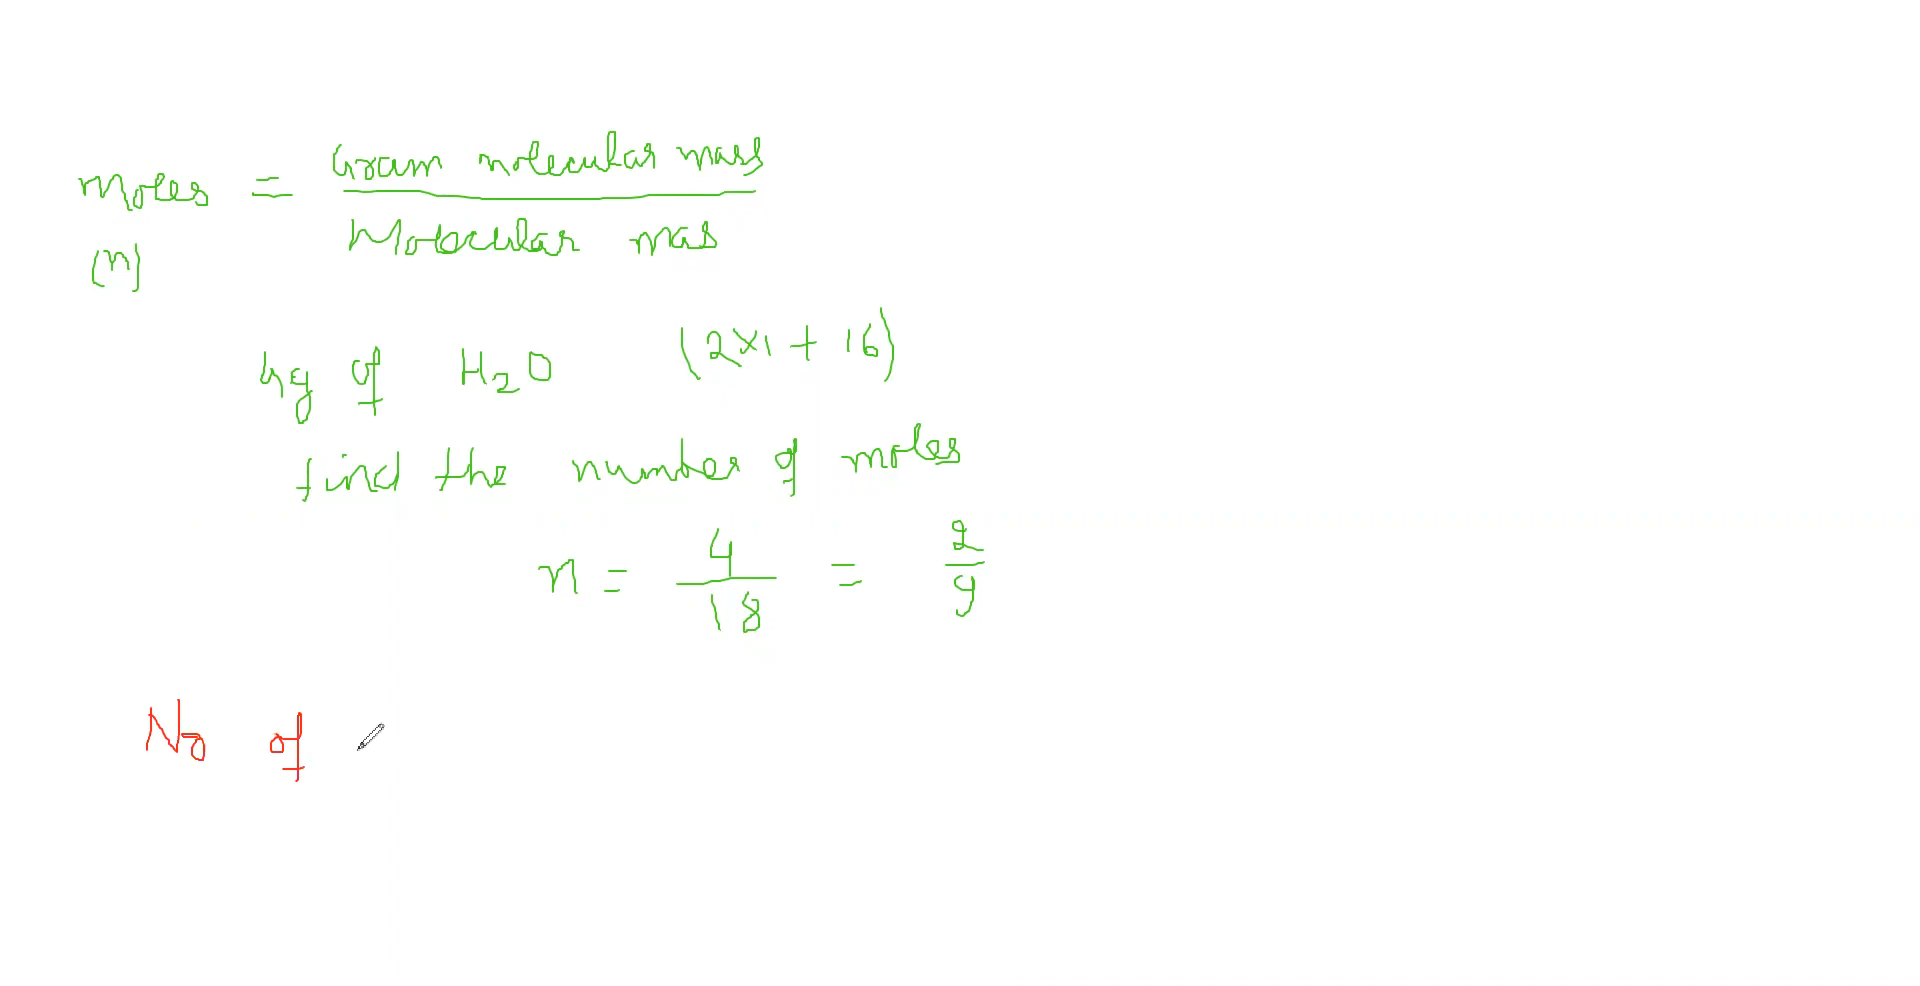 Moles = Gram molecular mass / Molecular mas
(n)
4g of H₂O (2×1 + 16)
find the number of moles
n = 4/18 = 2/9
No of